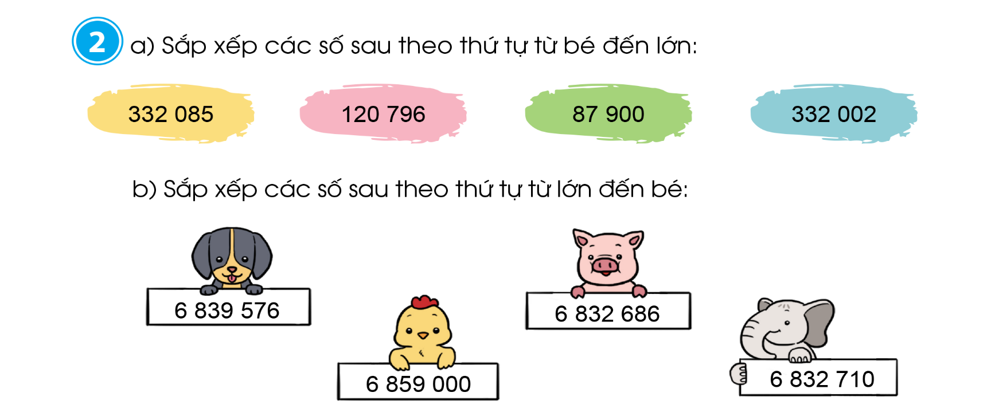 2 a) Sắp xếp các số sau theo thứ tự từ bé đến lớn:
332 085 120 796 87 900 332 002
b) Sắp xếp các số sau theo thứ tự từ lớn đến bé:
6 839 576 6 832 686
6 859 000 6 832 710